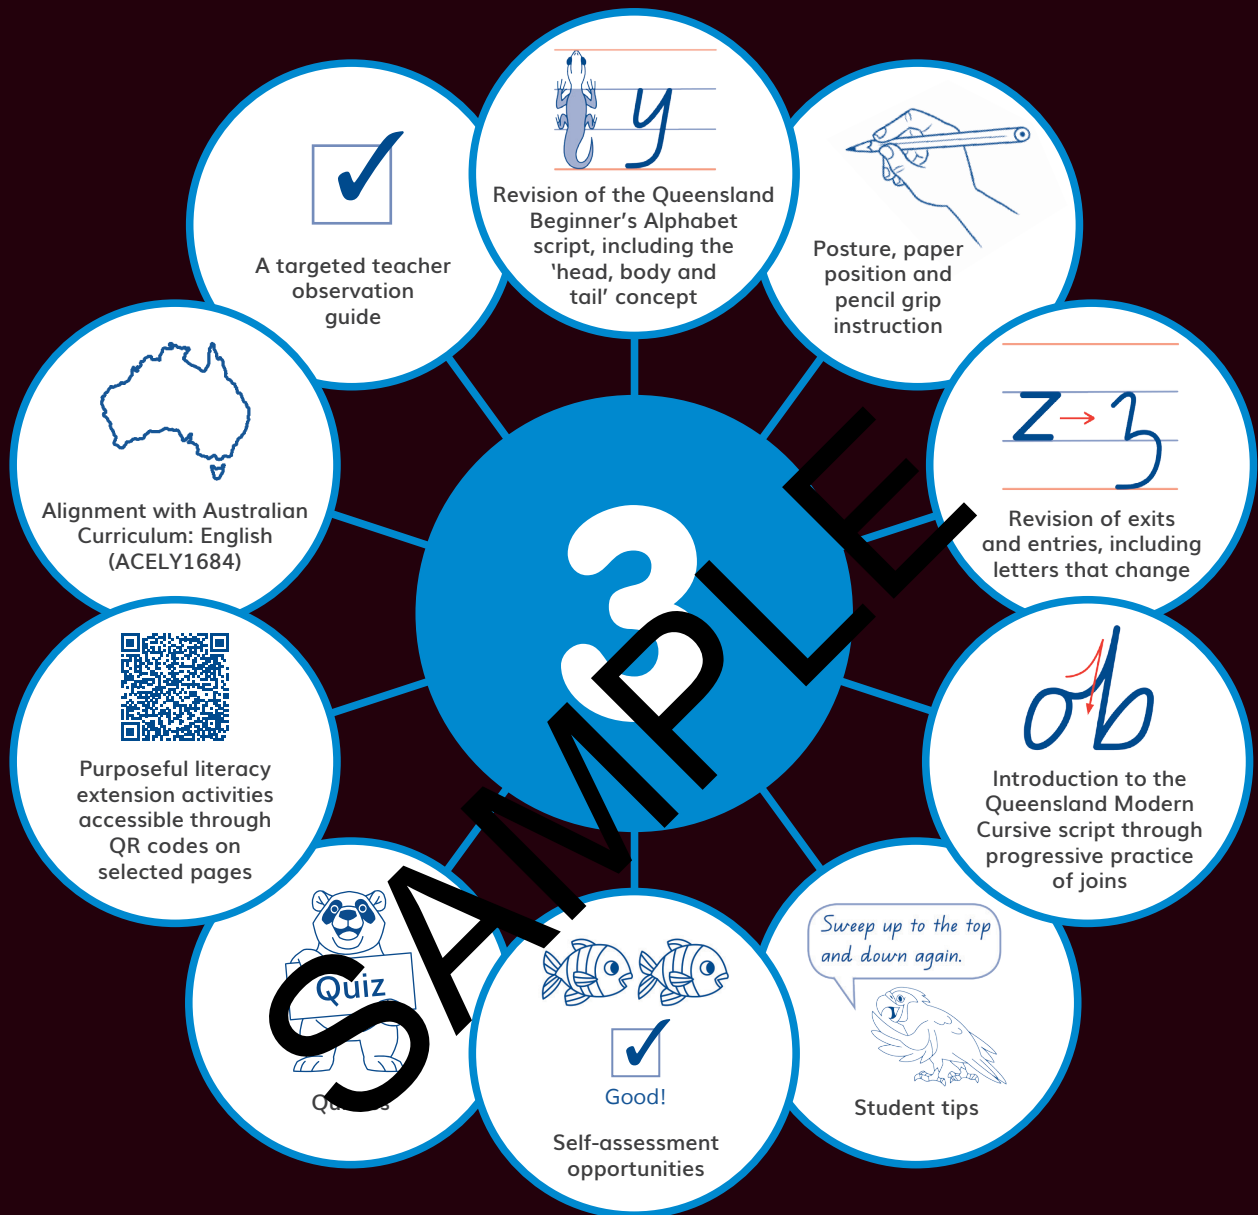 y
Revision of the Queensland
Beginner's Alphabet
script, including the
'head, body and
tail' concept
Posture, paper
position and
pencil grip
instruction
z → z
Revision of exits
and entries, including
letters that change
ob
Introduction to the
Queensland Modern
Cursive script through
progressive practice
of joins
Sweep up to the top
and down again.
Student tips
Good!
Self-assessment
opportunities
Quiz
Purposeful literacy
extension activities
accessible through
QR codes on
selected pages
Alignment with Australian
Curriculum: English
(ACELY1684)
A targeted teacher
observation
guide
3
SAMPLE